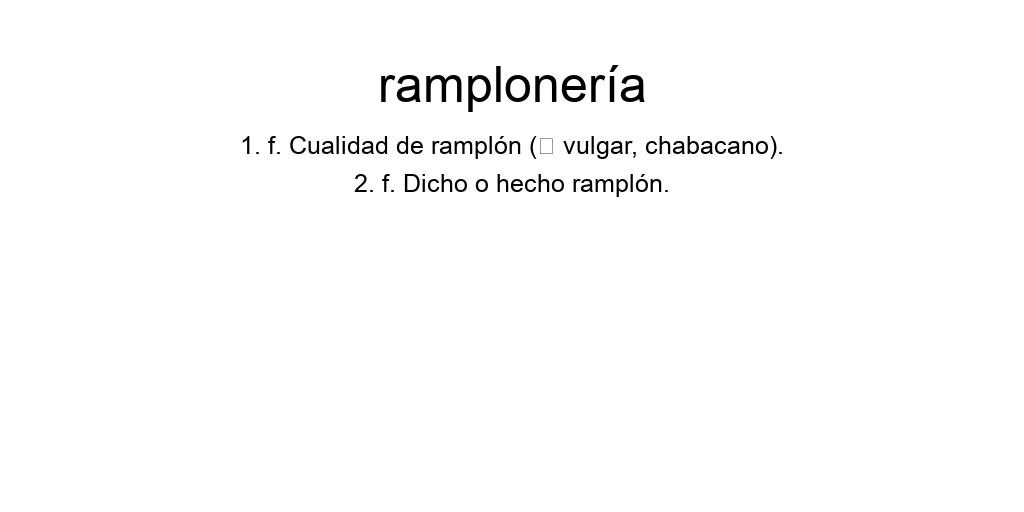 ramplonería
1. f. Cualidad de ramplón (□ vulgar, chabacano).
2. f. Dicho o hecho ramplón.